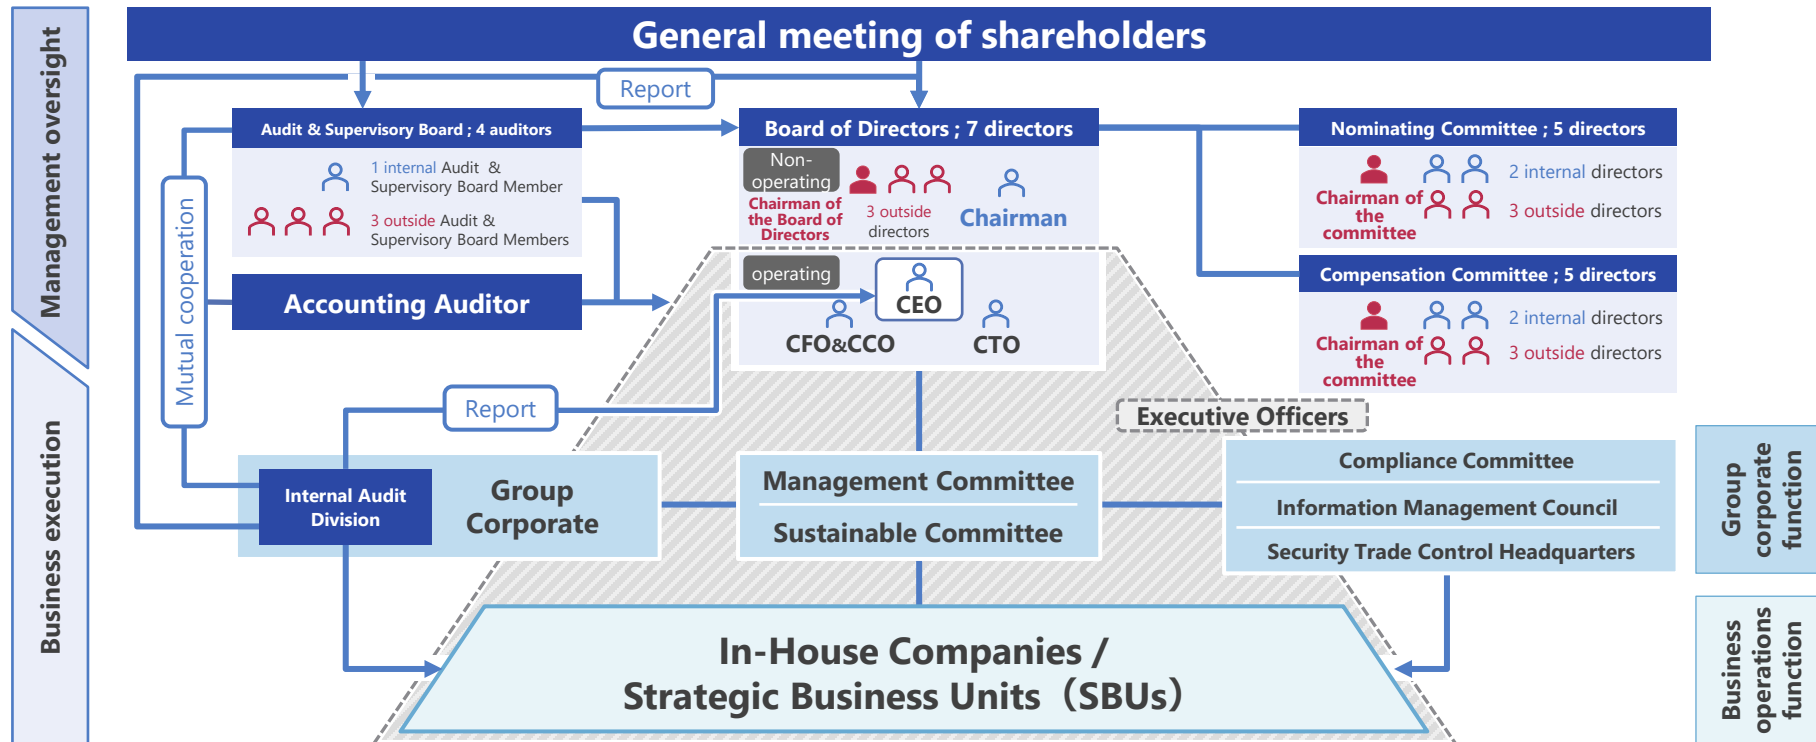 General meeting of shareholders
Management oversight
Business execution
Report
Mutual cooperation
Audit & Supervisory Board ; 4 auditors
1 internal Audit &
Supervisory Board Member
3 outside Audit &
Supervisory Board Members
Accounting Auditor
Board of Directors ; 7 directors
Non-
operating
Chairman of
the Board of
Directors
3 outside
directors
Chairman
operating
CEO
CFO&CCO
CTO
Nominating Committee ; 5 directors
Chairman of
the
committee
2 internal directors
3 outside directors
Compensation Committee ; 5 directors
Chairman of
the
committee
2 internal directors
3 outside directors
Report
Executive Officers
Internal Audit
Division
Group
Corporate
Management Committee
Sustainable Committee
Compliance Committee
Information Management Council
Security Trade Control Headquarters
Group
corporate
function
In-House Companies /
Strategic Business Units（SBUs）
Business
operations
function